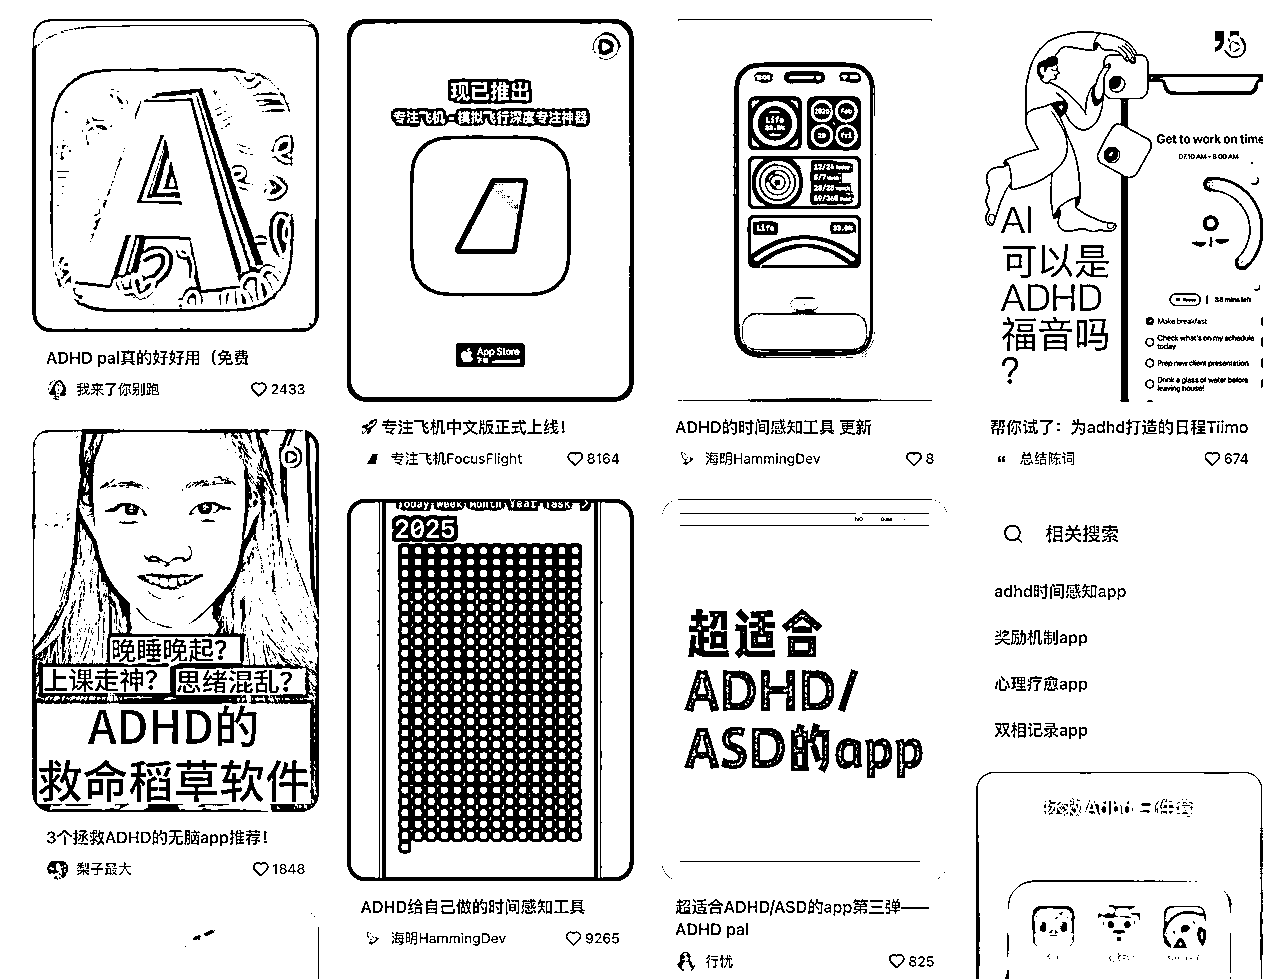 ADHD pal真的好好用（免费
我来了你别跑
2433
晚睡晚起？
上课走神？ 思绪混乱？
ADHD的
救命稻草软件
3个拯救ADHD的无脑app推荐！
梨子最大
1848
现已推出
专注飞机 - 模拟飞行深度专注神器
App Store
下载
专注飞机中文版正式上线！
专注飞机FocusFlight
8164
Today Week Month Year Task
2025
ADHD给自己做的时间感知工具
海明HammingDev
9265
Life
Life
ADHD的时间感知工具 更新
海明HammingDev
8
超适合
ADHD/
ASD的app
超适合ADHD/ASD的app第三弹——
ADHD pal
行忧
825
AI
可以是
ADHD
福音吗
?
Get to work on time
07:10 AM - 8:00 AM
38 mins left
Make breakfast
Check what's on my schedule
today
Prep new client presentation
Drink a glass of water before
leaving house!
帮你试了：为adhd打造的日程Tiimo
总结陈词
674
相关搜索
adhd时间感知app
奖励机制app
心理疗愈app
双相记录app